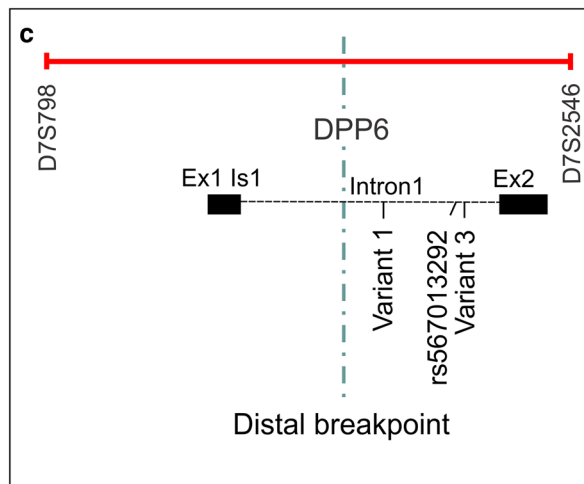 c
D7S798
D7S2546
DPP6
Ex1 Is1
Intron1
Ex2
Variant 1
rs567013292
Variant 3
Distal breakpoint